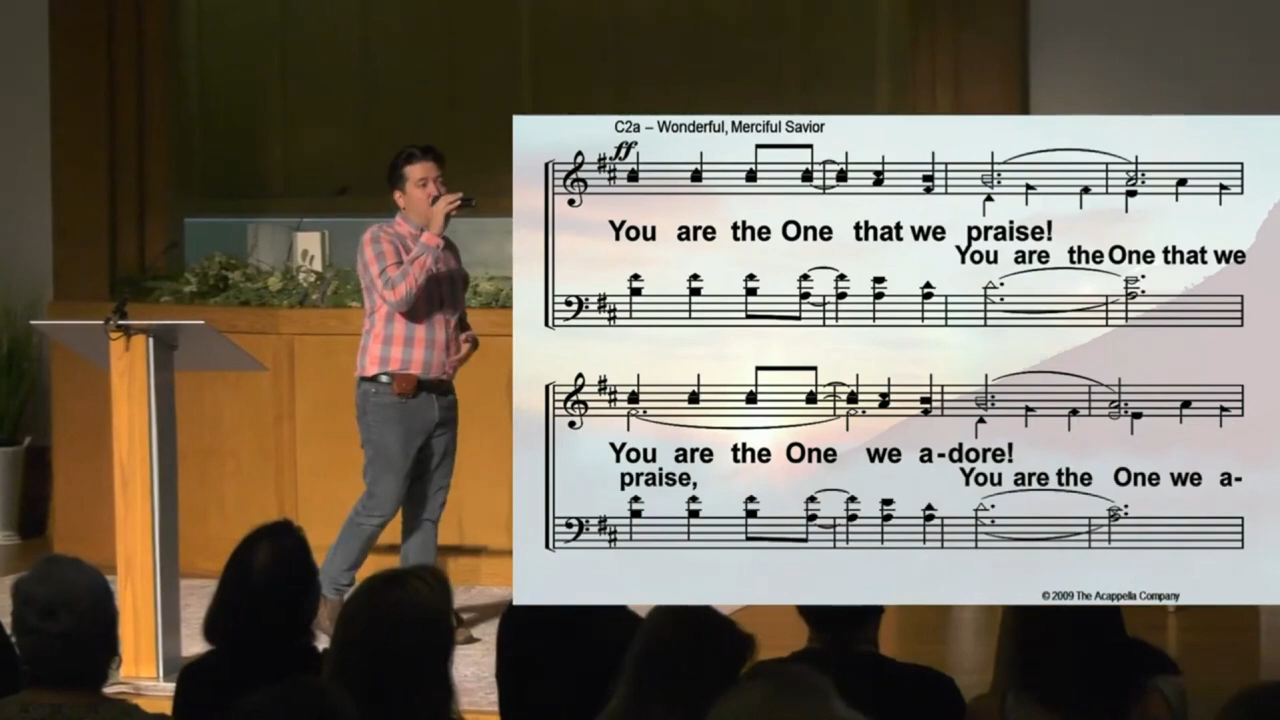 C2a – Wonderful, Merciful Savior
ff
You are the One that we praise!
You are the One that we
You are the One we a-dore!
praise, You are the One we a-
© 2009 The Acappella Company